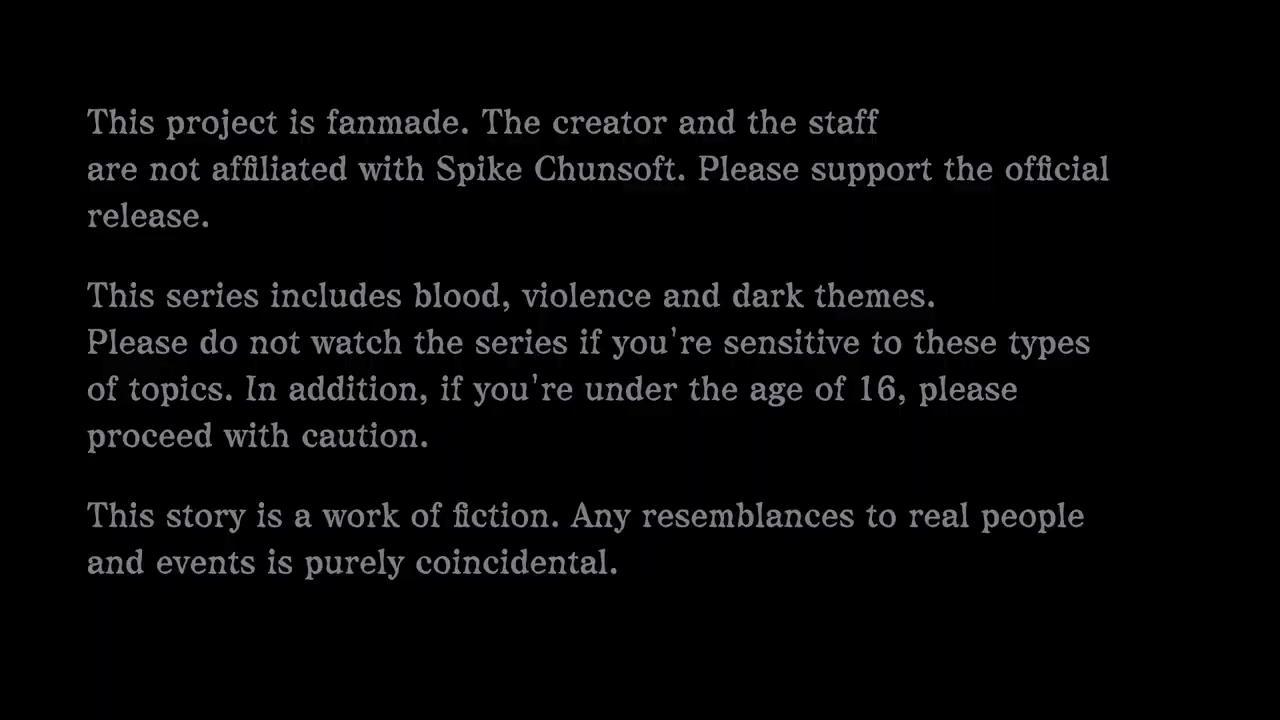 This project is fanmade. The creator and the staff
are not affiliated with Spike Chunsoft. Please support the official
release.
This series includes blood, violence and dark themes.
Please do not watch the series if you're sensitive to these types
of topics. In addition, if you're under the age of 16, please
proceed with caution.
This story is a work of fiction. Any resemblances to real people
and events is purely coincidental.